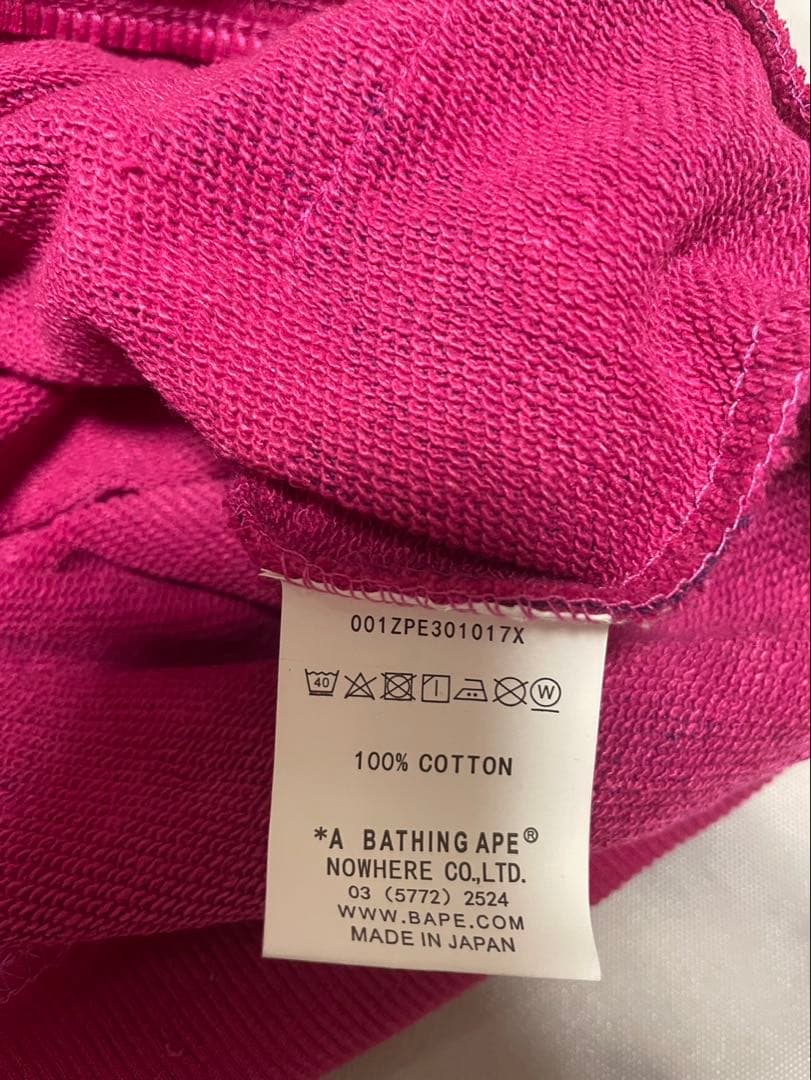 001ZPE301017X
40 W
100% COTTON
*A BATHING APE®
NOWHERE CO.,LTD.
03 (5772) 2524
WWW.BAPE.COM
MADE IN JAPAN